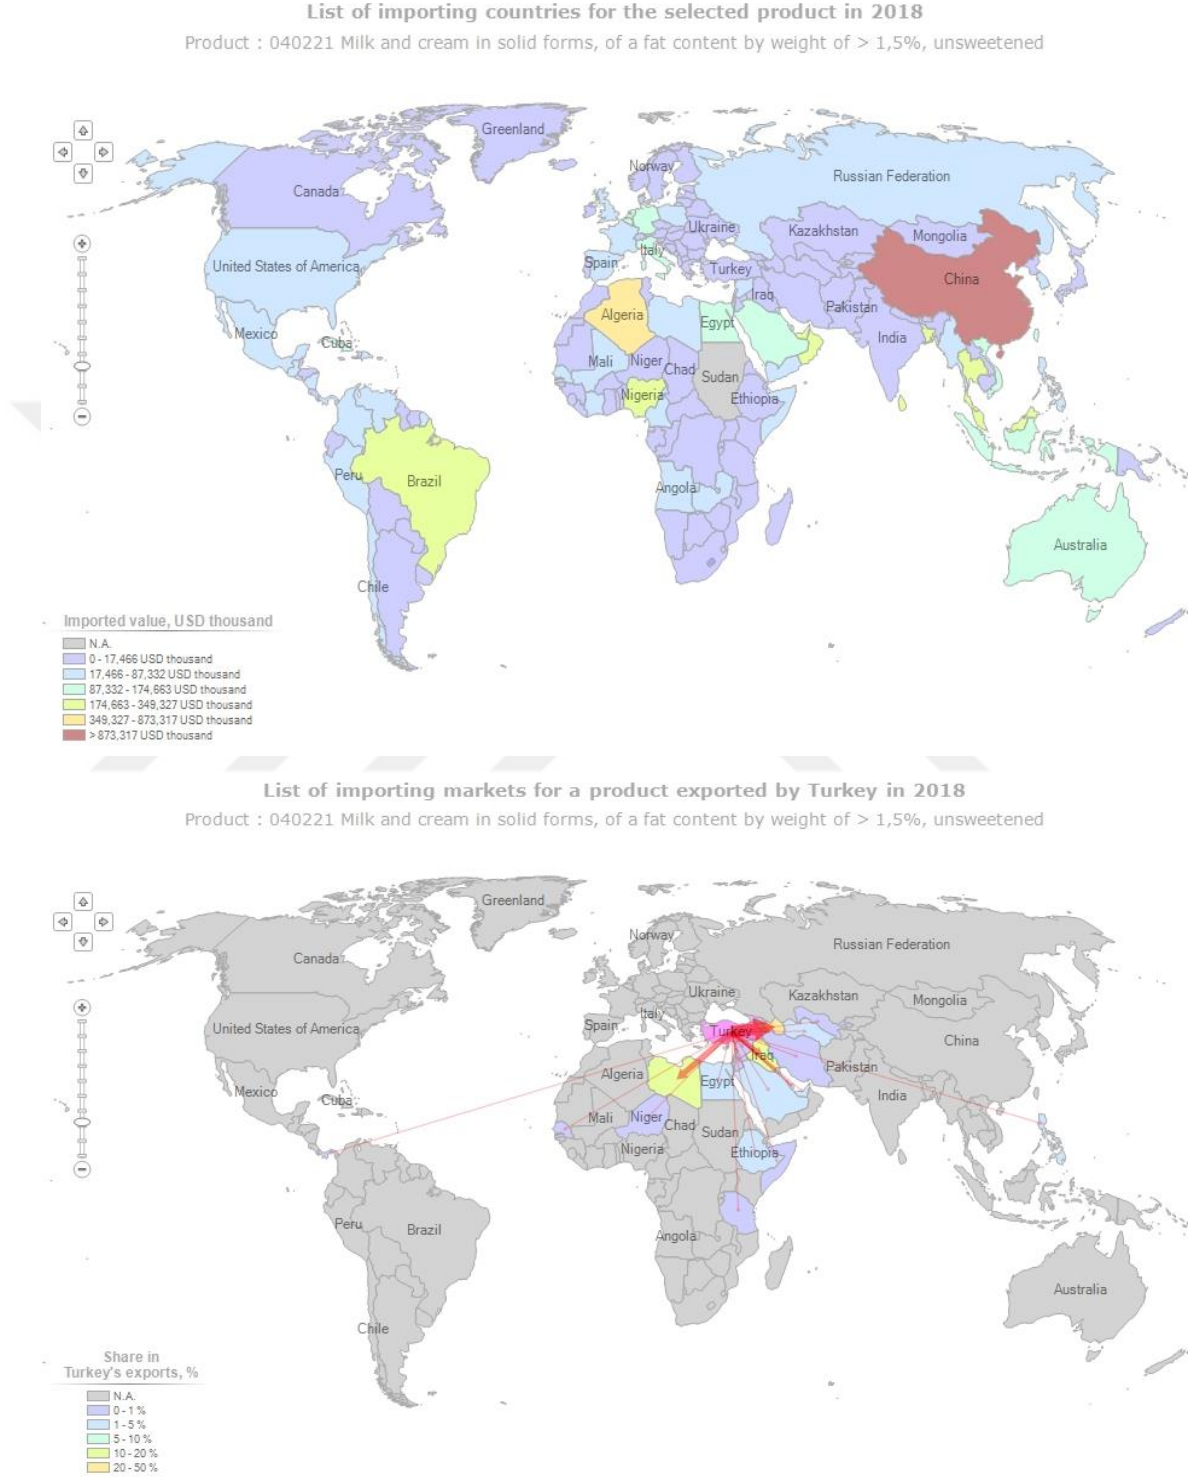 List of importing countries for the selected product in 2018
Product : 040221 Milk and cream in solid forms, of a fat content by weight of > 1,5%, unsweetened
Greenland
Norway
Russian Federation
Canada
Ukraine
Kazakhstan
Mongolia
Italy
United States of America
Spain
Turkey
China
Iraq
Pakistan
Algeria
Egypt
Mexico
India
Cuba
Mali
Niger
Chad
Sudan
Nigeria
Ethiopia
Peru
Brazil
Angola
Australia
Chile
Imported value, USD thousand
N.A.
0 - 17,466 USD thousand
17,466 - 87,332 USD thousand
87,332 - 174,663 USD thousand
174,663 - 349,327 USD thousand
349,327 - 873,317 USD thousand
> 873,317 USD thousand
List of importing markets for a product exported by Turkey in 2018
Product : 040221 Milk and cream in solid forms, of a fat content by weight of > 1,5%, unsweetened
Greenland
Norway
Russian Federation
Canada
Ukraine
Kazakhstan
Mongolia
Italy
United States of America
Spain
Turkey
China
Iraq
Pakistan
Algeria
Egypt
Mexico
India
Cuba
Mali
Niger
Chad
Sudan
Nigeria
Ethiopia
Peru
Brazil
Angola
Australia
Chile
Share in
Turkey's exports, %
N.A.
0 - 1 %
1 - 5 %
5 - 10 %
10 - 20 %
20 - 50 %